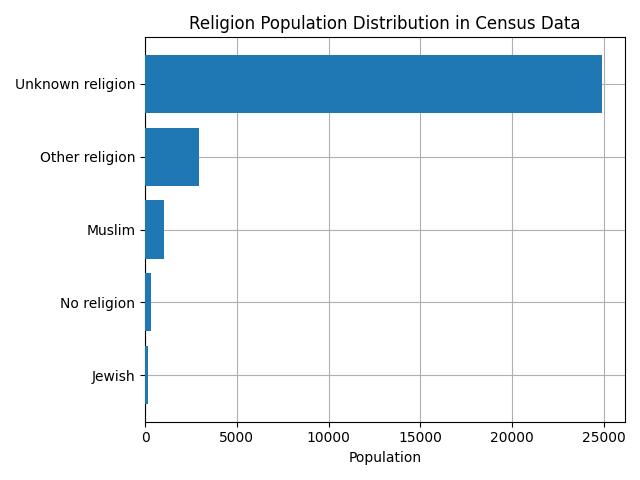 Religion Population Distribution in Census Data
Unknown religion
Other religion
Muslim
No religion
Jewish
0 5000 10000 15000 20000 25000
Population